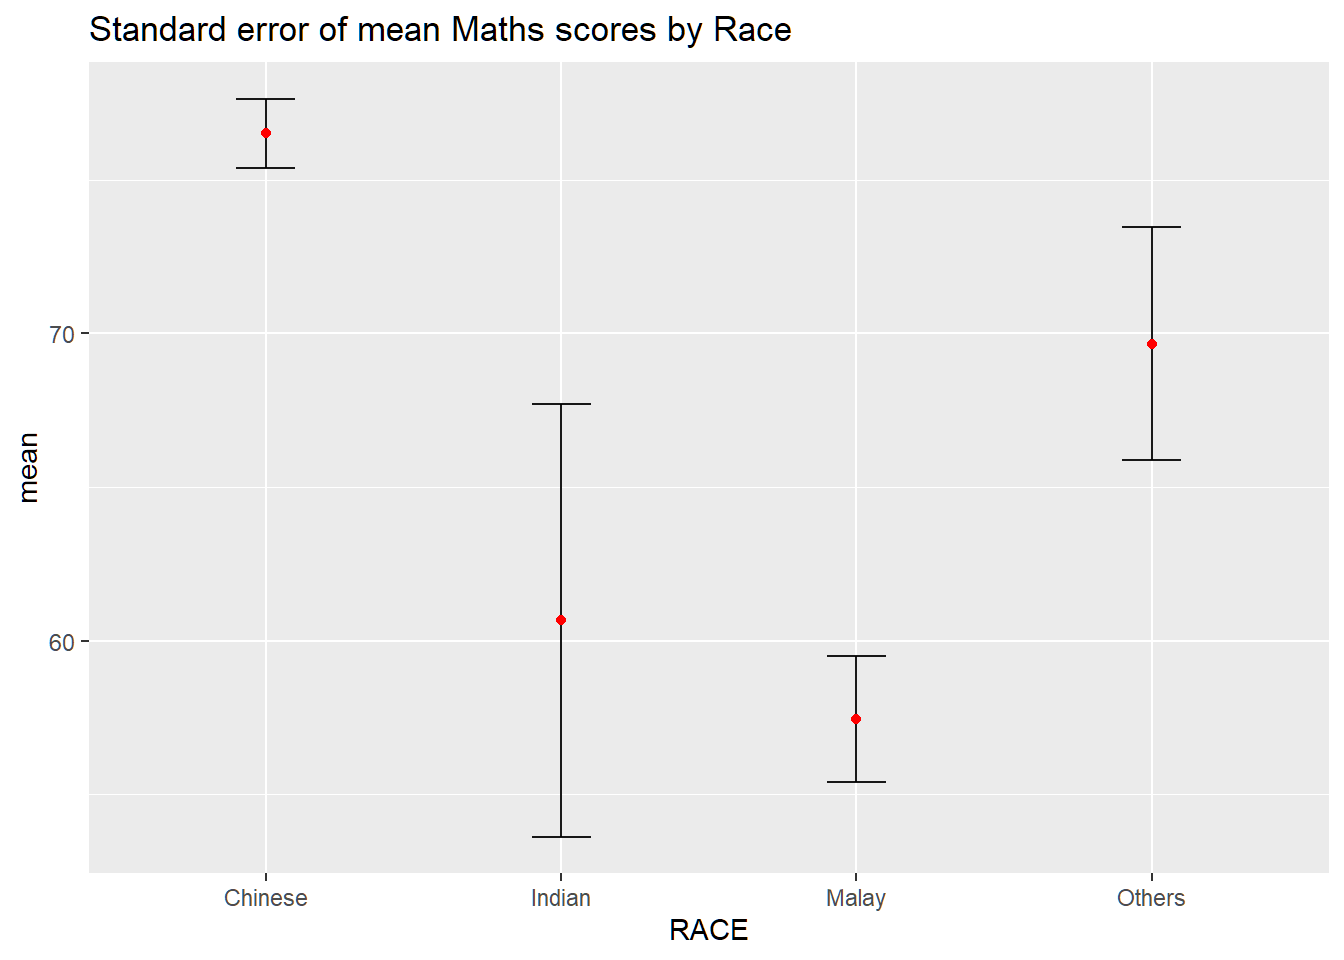 Standard error of mean Maths scores by Race
mean
70
60
Chinese
Indian
Malay
Others
RACE